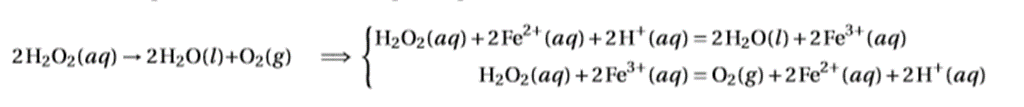 2H₂O₂(aq) → 2H₂O(l)+O₂(g) ⟹ { H₂O₂(aq)+2Fe²⁺(aq)+2H⁺(aq) = 2H₂O(l)+2Fe³⁺(aq)
H₂O₂(aq)+2Fe³⁺(aq) = O₂(g)+2Fe²⁺(aq)+2H⁺(aq)